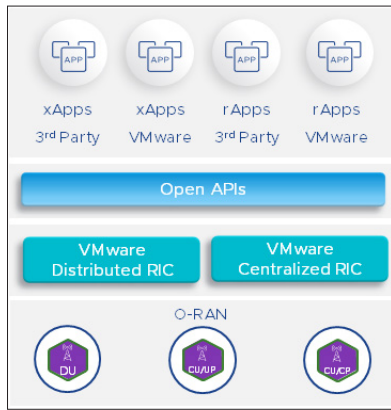 APP APP APP APP
xApps xApps rApps rApps
3rd Party VMware 3rd Party VMware
Open APIs
VMware VMware
Distributed RIC Centralized RIC
O-RAN
DU CU/UP CU/CP